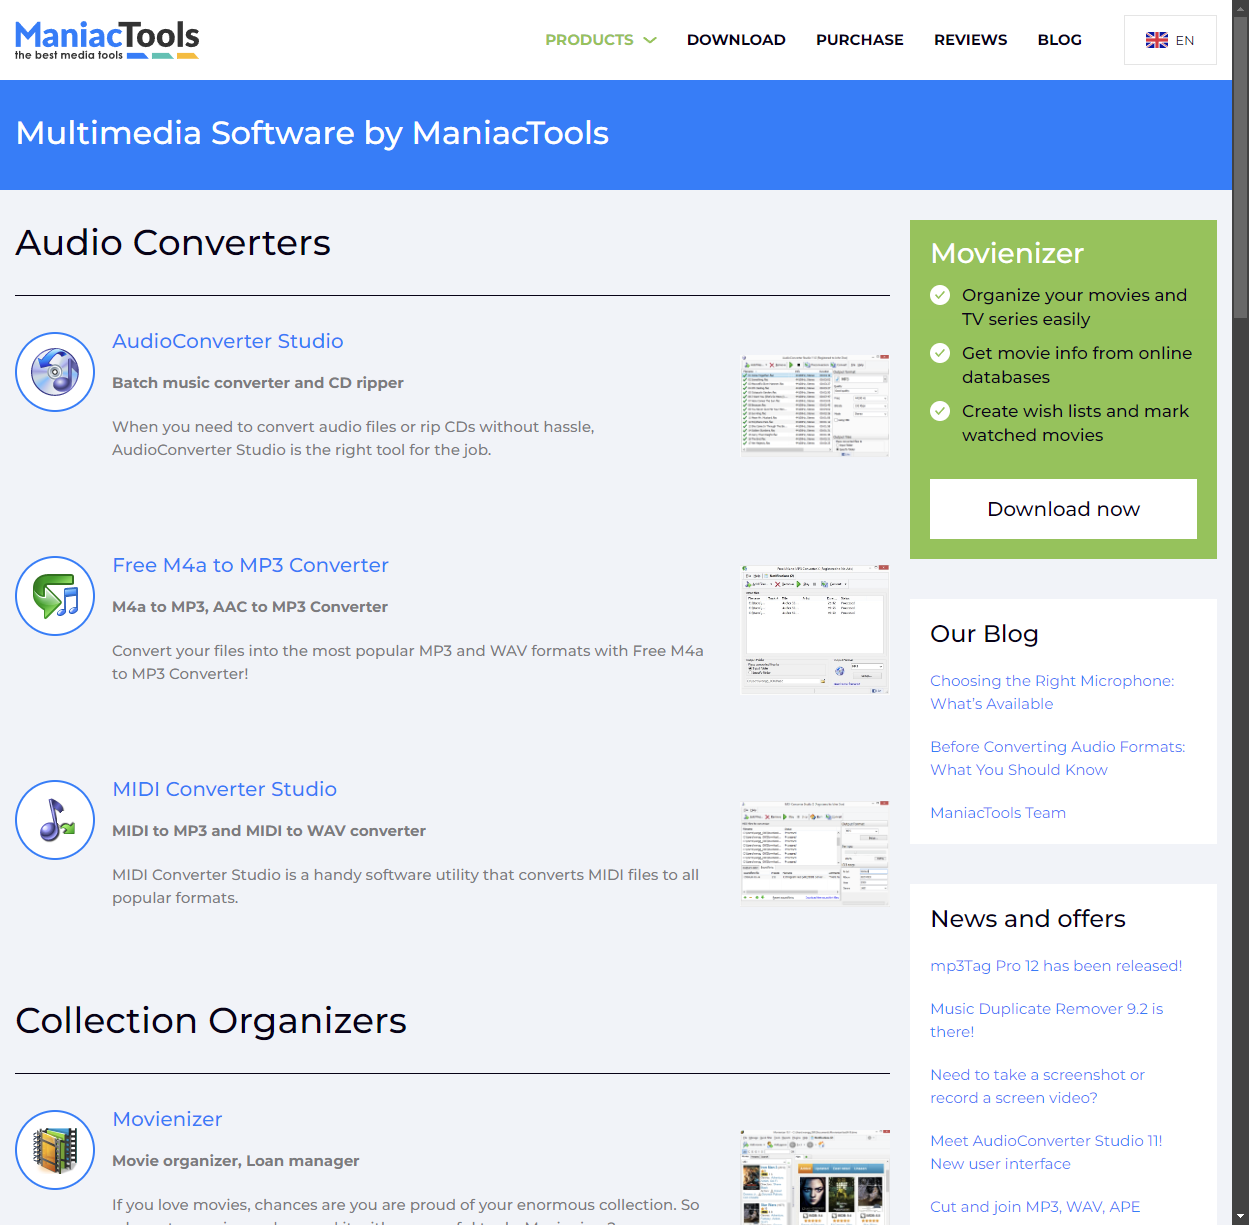 ManiacTools
the best media tools
PRODUCTS
DOWNLOAD
PURCHASE
REVIEWS
BLOG
EN
Multimedia Software by ManiacTools
Audio Converters
AudioConverter Studio
Batch music converter and CD ripper
When you need to convert audio files or rip CDs without hassle,
AudioConverter Studio is the right tool for the job.
Free M4a to MP3 Converter
M4a to MP3, AAC to MP3 Converter
Convert your files into the most popular MP3 and WAV formats with Free M4a
to MP3 Converter!
MIDI Converter Studio
MIDI to MP3 and MIDI to WAV converter
MIDI Converter Studio is a handy software utility that converts MIDI files to all
popular formats.
Collection Organizers
Movienizer
Movie organizer, Loan manager
If you love movies, chances are you are proud of your enormous collection. So
Movienizer
Organize your movies and
TV series easily
Get movie info from online
databases
Create wish lists and mark
watched movies
Download now
Our Blog
Choosing the Right Microphone:
What's Available
Before Converting Audio Formats:
What You Should Know
ManiacTools Team
News and offers
mp3Tag Pro 12 has been released!
Music Duplicate Remover 9.2 is
there!
Need to take a screenshot or
record a screen video?
Meet AudioConverter Studio 11!
New user interface
Cut and join MP3, WAV, APE